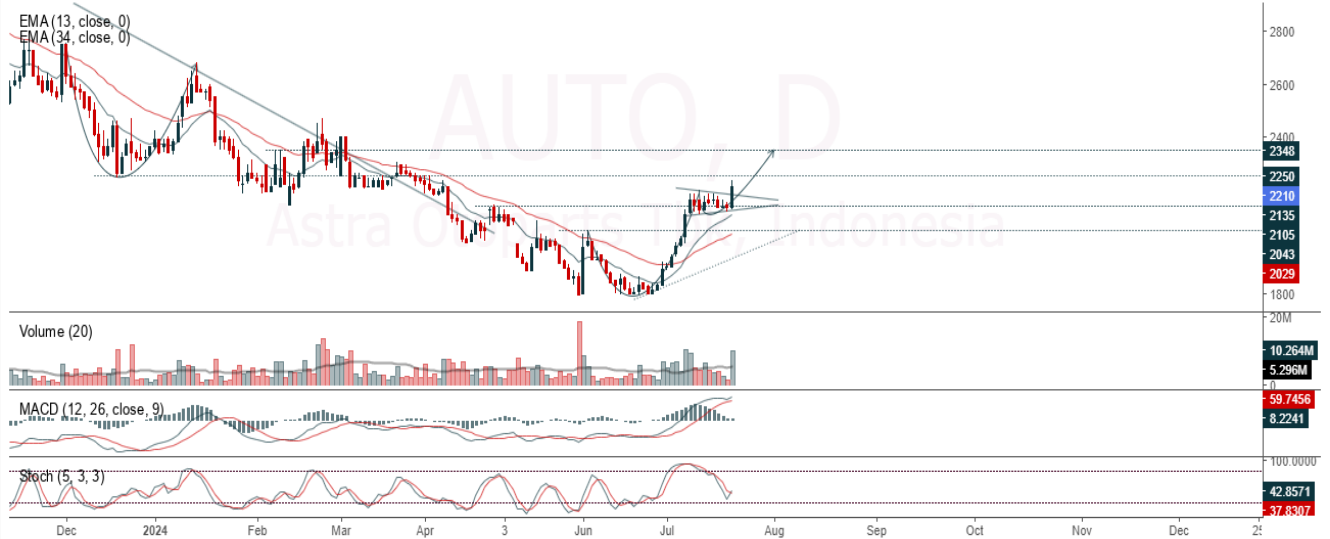 EMA (13, close, 0)
EMA (34, close, 0)
AUTO, D
Astra Otoparts Tbk, Indonesia
2800
2600
2400
2348
2250
2210
2135
2105
2043
2029
1800
Volume (20)
20M
10.264M
5.296M
0
MACD (12, 26, close, 9)
59.7456
8.2241
Stoch (5, 3, 3)
100.0000
42.8571
37.8307
Dec 2024 Feb Mar Apr 3 Jun Jul Aug Sep Oct Nov Dec